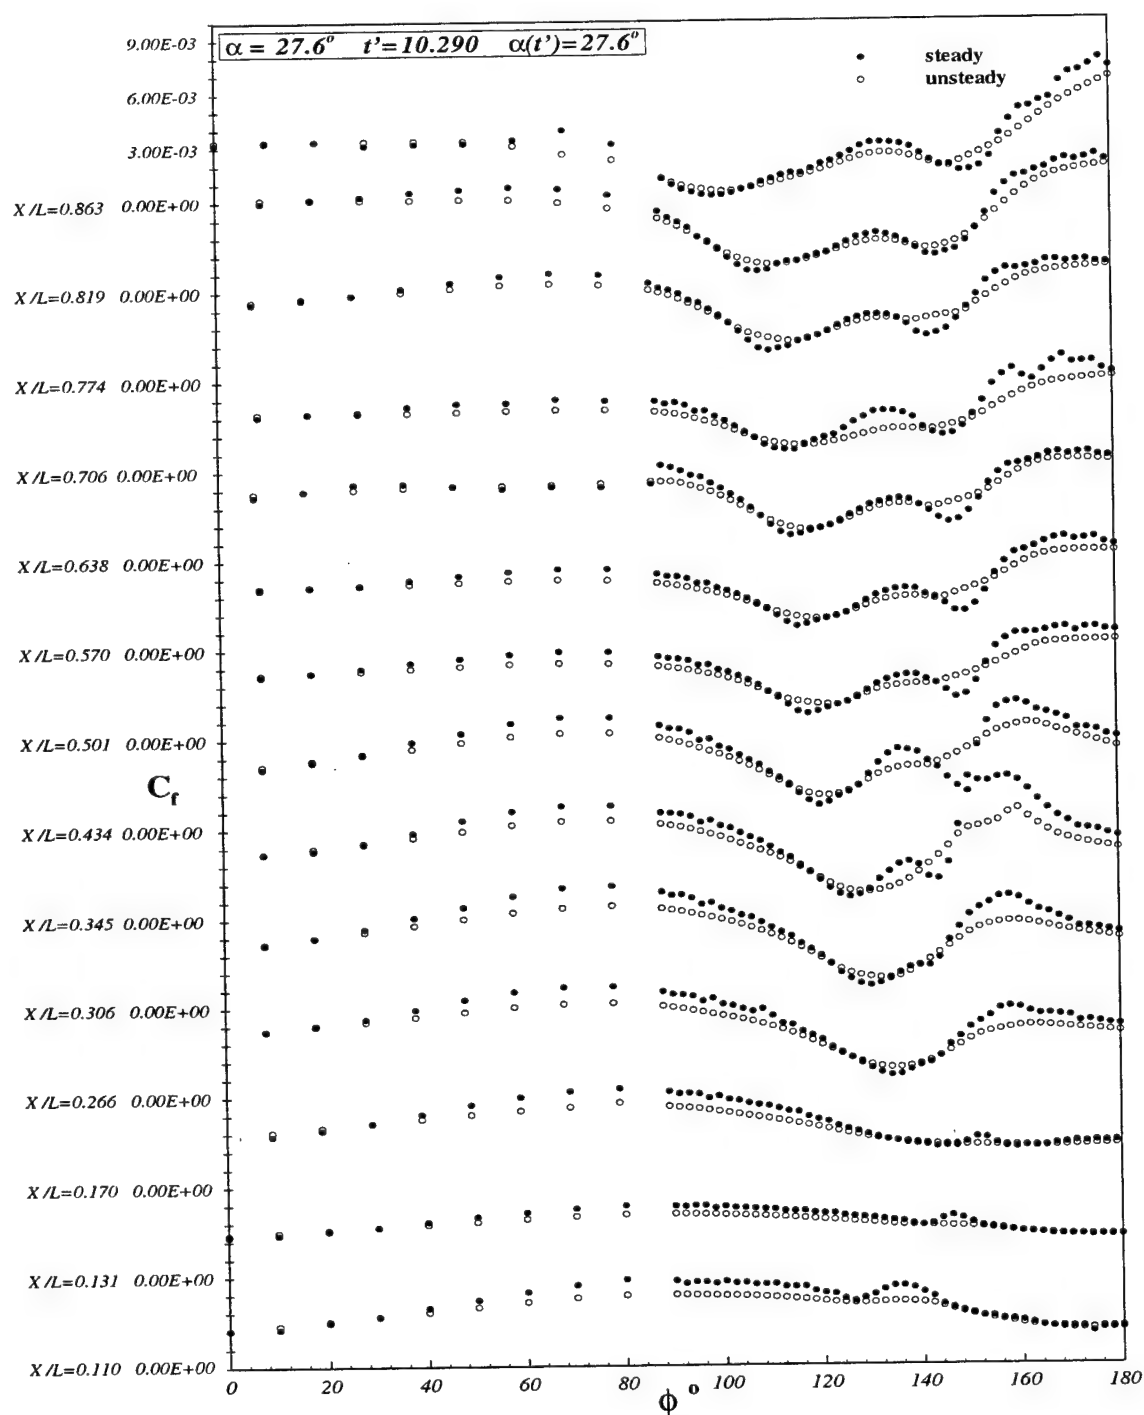 α = 27.6° t'=10.290 α(t')=27.6°
9.00E-03
steady
unsteady
6.00E-03
3.00E-03
X/L=0.863 0.00E+00
X/L=0.819 0.00E+00
X/L=0.774 0.00E+00
X/L=0.706 0.00E+00
X/L=0.638 0.00E+00
X/L=0.570 0.00E+00
X/L=0.501 0.00E+00
Cf
X/L=0.434 0.00E+00
X/L=0.345 0.00E+00
X/L=0.306 0.00E+00
X/L=0.266 0.00E+00
X/L=0.170 0.00E+00
X/L=0.131 0.00E+00
X/L=0.110 0.00E+00
0 20 40 60 80 100 120 140 160 180
ϕ °